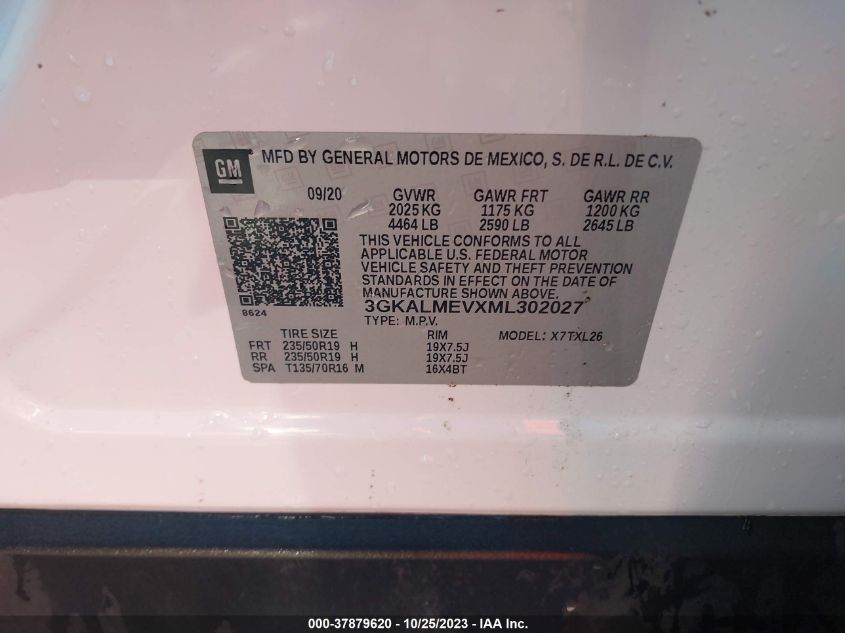 GM MFD BY GENERAL MOTORS DE MEXICO, S. DE R.L. DE C.V.
09/20 GVWR GAWR FRT GAWR RR
2025 KG 1175 KG 1200 KG
4464 LB 2590 LB 2645 LB
THIS VEHICLE CONFORMS TO ALL
APPLICABLE U.S. FEDERAL MOTOR
VEHICLE SAFETY AND THEFT PREVENTION
STANDARDS IN EFFECT ON THE DATE OF
MANUFACTURE SHOWN ABOVE.
8624 3GKALMEVXML302027
TYPE: M.P.V.
TIRE SIZE RIM MODEL: X7TXL26
FRT 235/50R19 H 19X7.5J
RR 235/50R19 H 19X7.5J
SPA T135/70R16 M 16X4BT
000-37879620 - 10/25/2023 - IAA Inc.